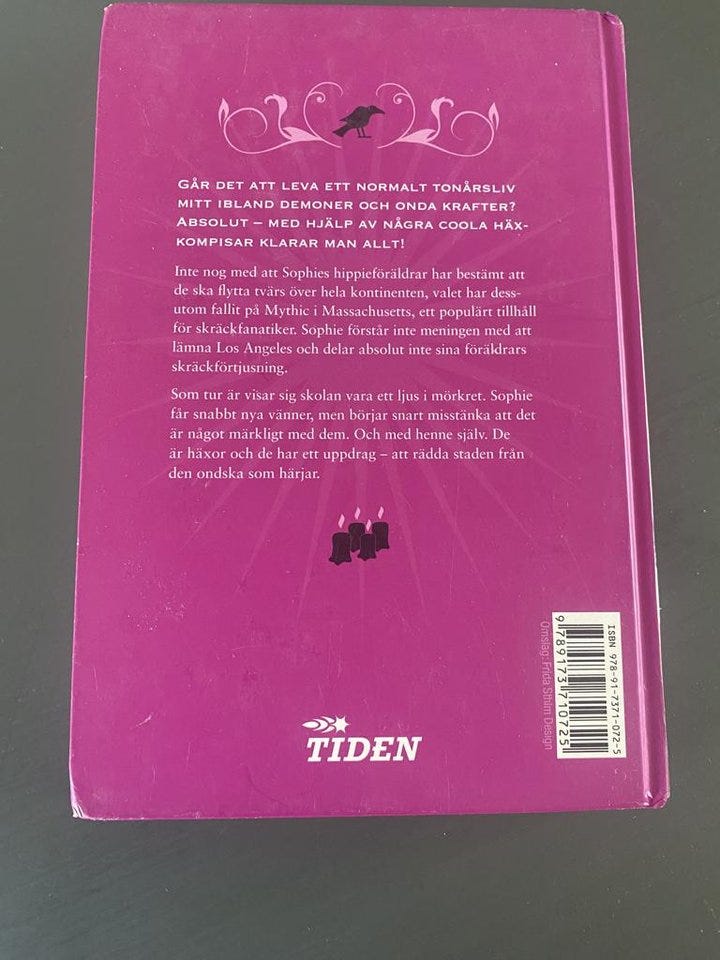 GÅR DET ATT LEVA ETT NORMALT TONÅRSLIV
MITT IBLAND DEMONER OCH ONDA KRAFTER?
ABSOLUT – MED HJÄLP AV NÅGRA COOLA HÄX-
KOMPISAR KLARAR MAN ALLT!
Inte nog med att Sophies hippieföräldrar har bestämt att
de ska flytta tvärs över hela kontinenten, valet har dess-
utom fallit på Mythic i Massachusetts, ett populärt tillhåll
för skräckfanatiker. Sophie förstår inte meningen med att
lämna Los Angeles och delar absolut inte sina föräldrars
skräckförtjusning.
Som tur är visar sig skolan vara ett ljus i mörkret. Sophie
får snabbt nya vänner, men börjar snart misstänka att det
är något märkligt med dem. Och med henne själv. De
är häxor och de har ett uppdrag – att rädda staden från
den ondska som härjar.
TIDEN
ISBN 978-91-7371-072-5
9789173710725
Omslag: Frida Sthlm Design